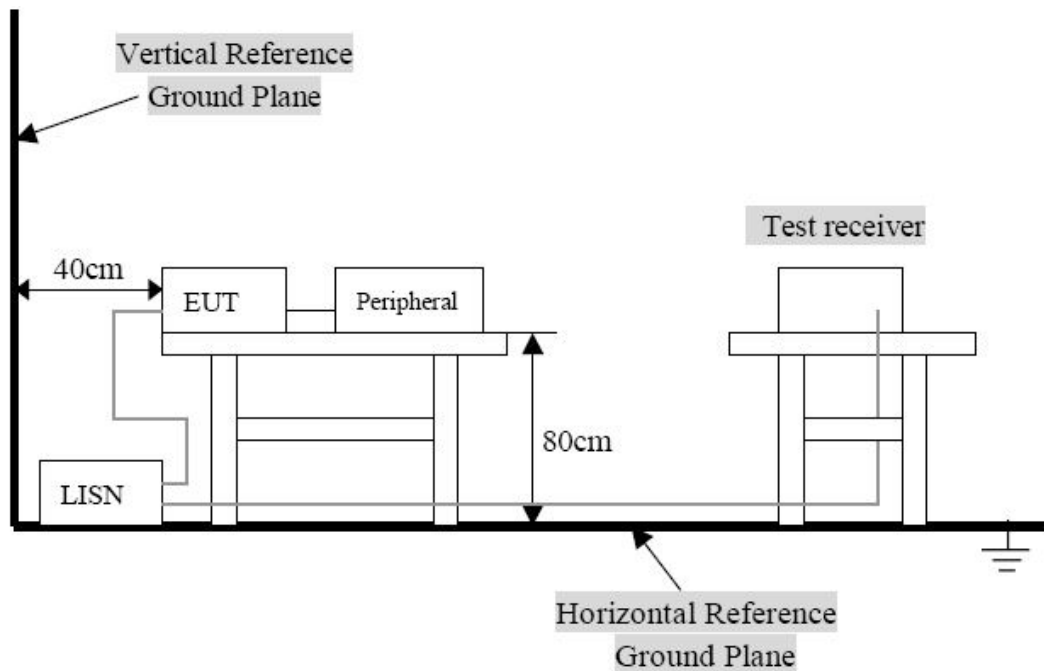 Vertical Reference
Ground Plane
Test receiver
40cm
EUT
Peripheral
80cm
LISN
Horizontal Reference
Ground Plane